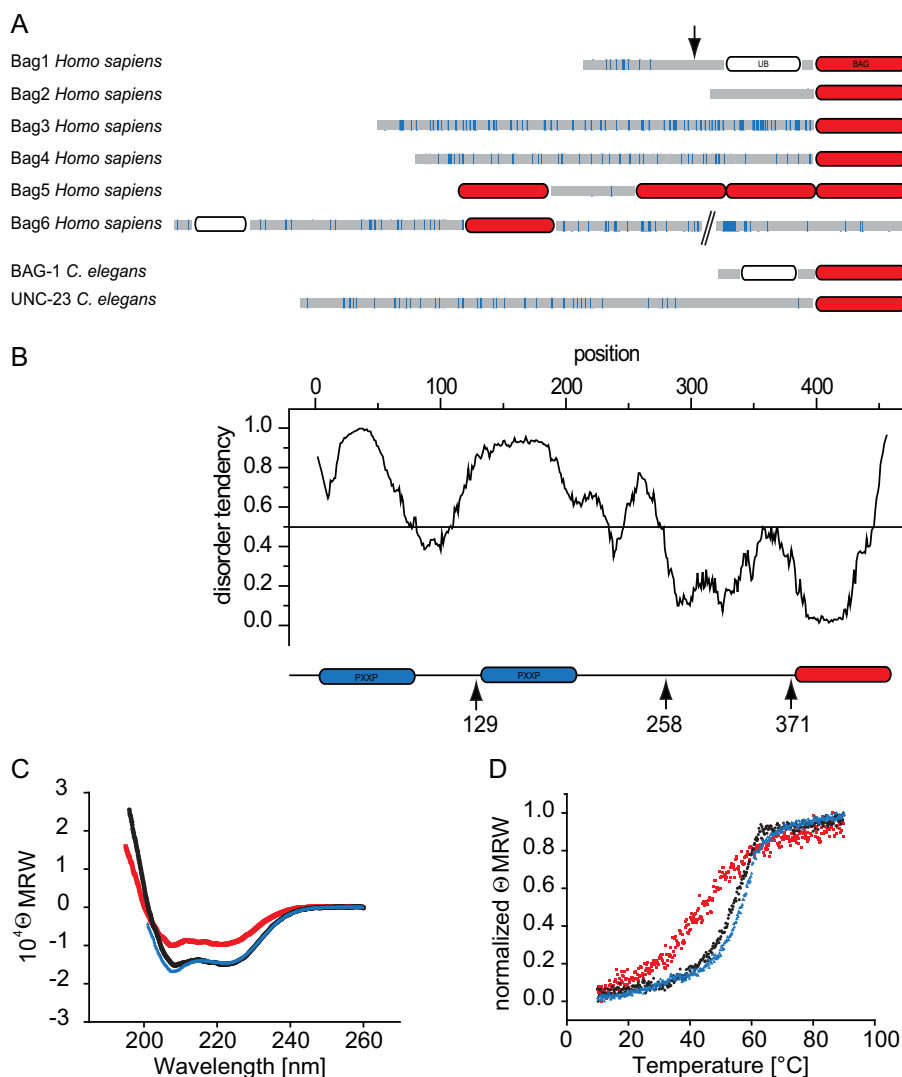 A
Bag1 Homo sapiens
UB
BAG
Bag2 Homo sapiens
Bag3 Homo sapiens
Bag4 Homo sapiens
Bag5 Homo sapiens
Bag6 Homo sapiens
BAG-1 C. elegans
UNC-23 C. elegans
B
position
0 100 200 300 400
disorder tendency
1.0
0.8
0.6
0.4
0.2
0.0
PXXP
PXXP
129
258
371
C
10⁴Θ MRW
3
2
1
0
-1
-2
-3
200 220 240 260
Wavelength [nm]
D
normalized Θ MRW
1.0
0.8
0.6
0.4
0.2
0.0
0 20 40 60 80 100
Temperature [°C]